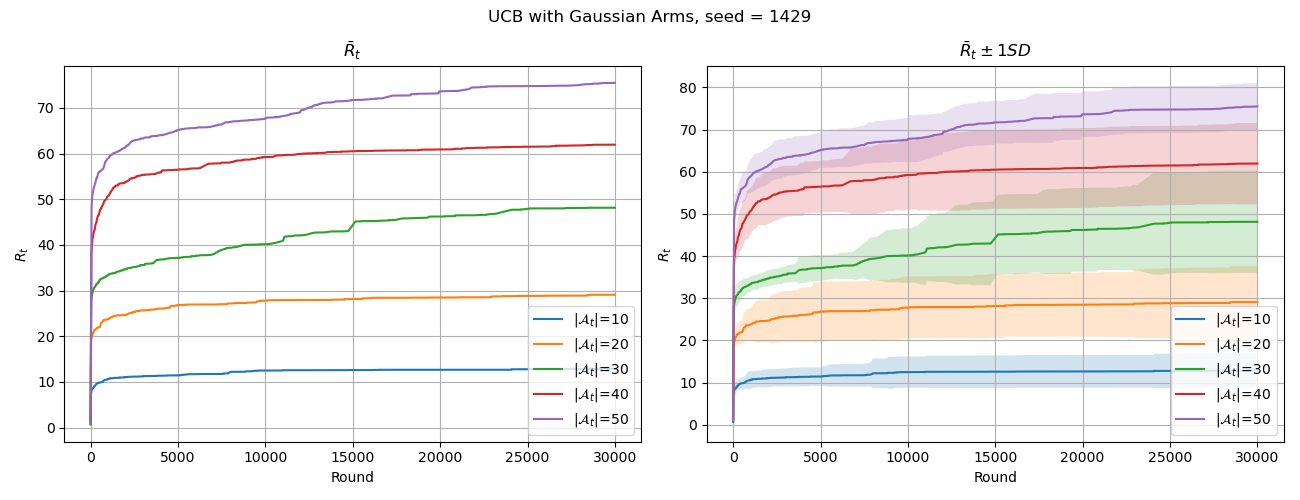 UCB with Gaussian Arms, seed = 1429
R̄ₜ
Rₜ
70
60
50
40
30
20
10
0
0 5000 10000 15000 20000 25000 30000
Round
|𝒜ₜ|=10
|𝒜ₜ|=20
|𝒜ₜ|=30
|𝒜ₜ|=40
|𝒜ₜ|=50
R̄ₜ ± 1SD
Rₜ
80
70
60
50
40
30
20
10
0
0 5000 10000 15000 20000 25000 30000
Round
|𝒜ₜ|=10
|𝒜ₜ|=20
|𝒜ₜ|=30
|𝒜ₜ|=40
|𝒜ₜ|=50